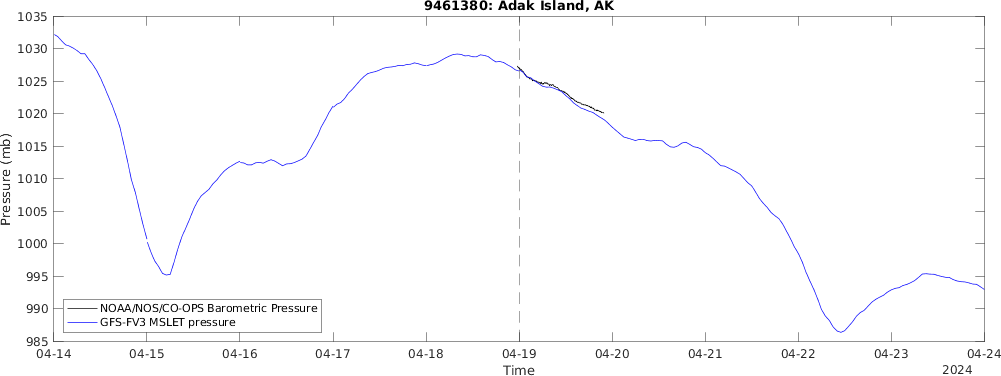 9461380: Adak Island, AK
1035
1030
1025
1020
1015
1010
1005
1000
995
990
985
Pressure (mb)
NOAA/NOS/CO-OPS Barometric Pressure
GFS-FV3 MSLET pressure
04-14 04-15 04-16 04-17 04-18 04-19 04-20 04-21 04-22 04-23 04-24
Time
2024